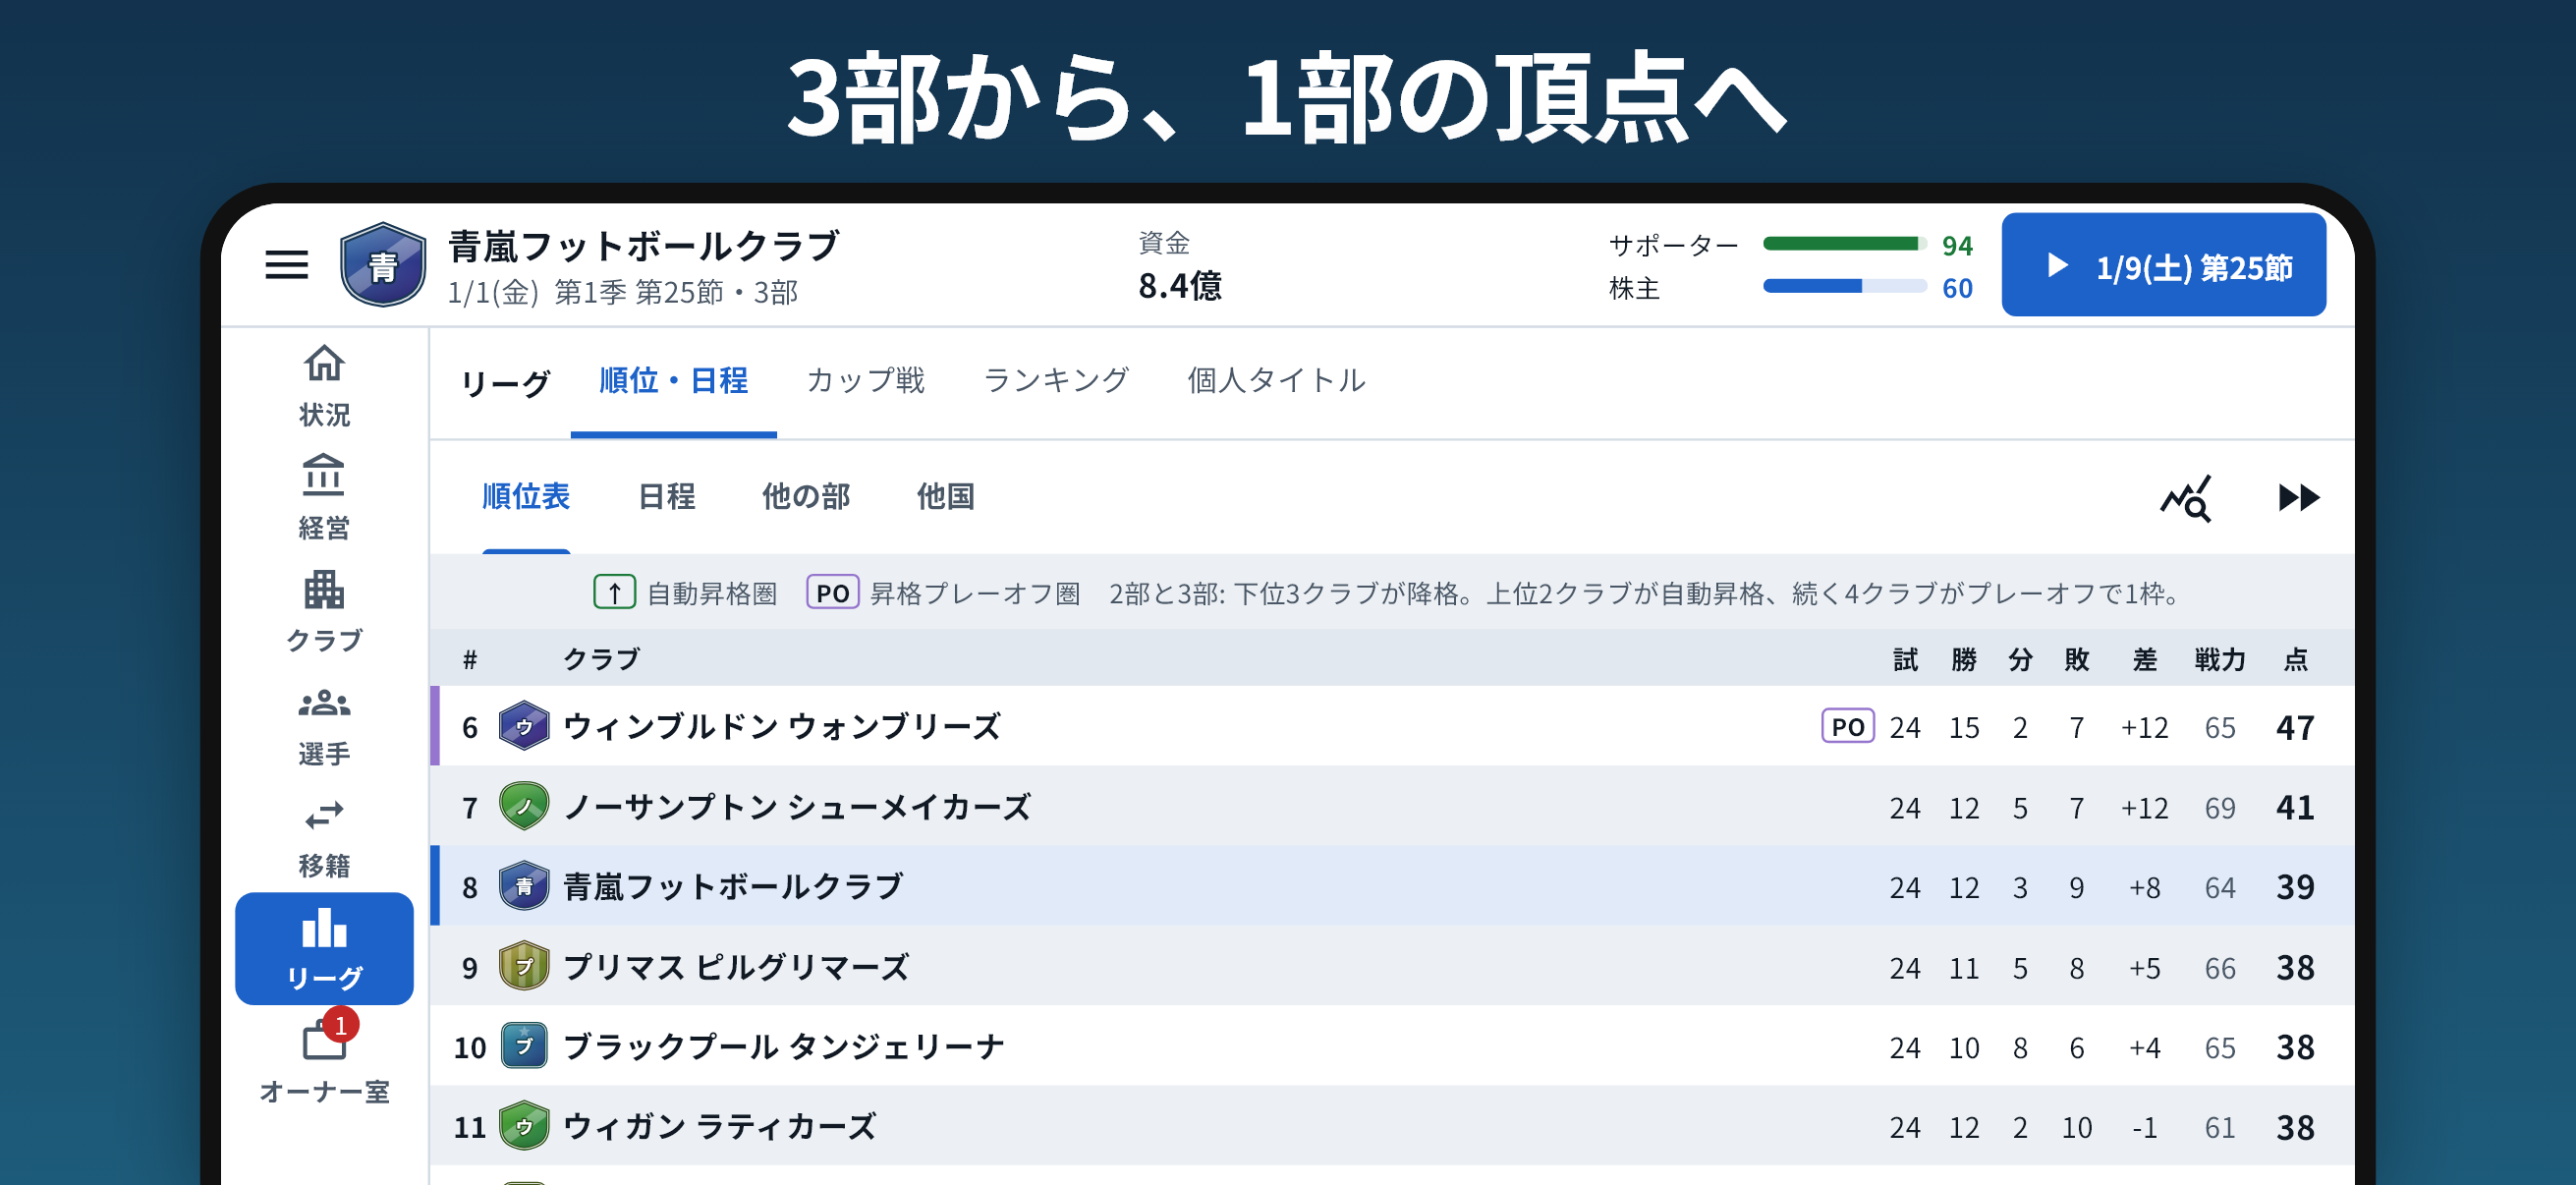 3部から、1部の頂点へ
青
青嵐フットボールクラブ
1/1(金) 第1季 第25節・3部
資金
8.4億
サポーター 94
株主 60
1/9(土) 第25節
状況
経営
クラブ
選手
移籍
リーグ
1
オーナー室
リーグ 順位・日程 カップ戦 ランキング 個人タイトル
順位表 日程 他の部 他国
↑ 自動昇格圏 PO 昇格プレーオフ圏 2部と3部: 下位3クラブが降格。上位2クラブが自動昇格、続く4クラブがプレーオフで1枠。
# クラブ 試 勝 分 敗 差 戦力 点
6 ウ ウィンブルドン ウォンブリーズ PO 24 15 2 7 +12 65 47
7 ノ ノーサンプトン シューメイカーズ 24 12 5 7 +12 69 41
8 青 青嵐フットボールクラブ 24 12 3 9 +8 64 39
9 プ プリマス ピルグリマーズ 24 11 5 8 +5 66 38
10 ブ ブラックプール タンジェリーナ 24 10 8 6 +4 65 38
11 ウ ウィガン ラティカーズ 24 12 2 10 -1 61 38